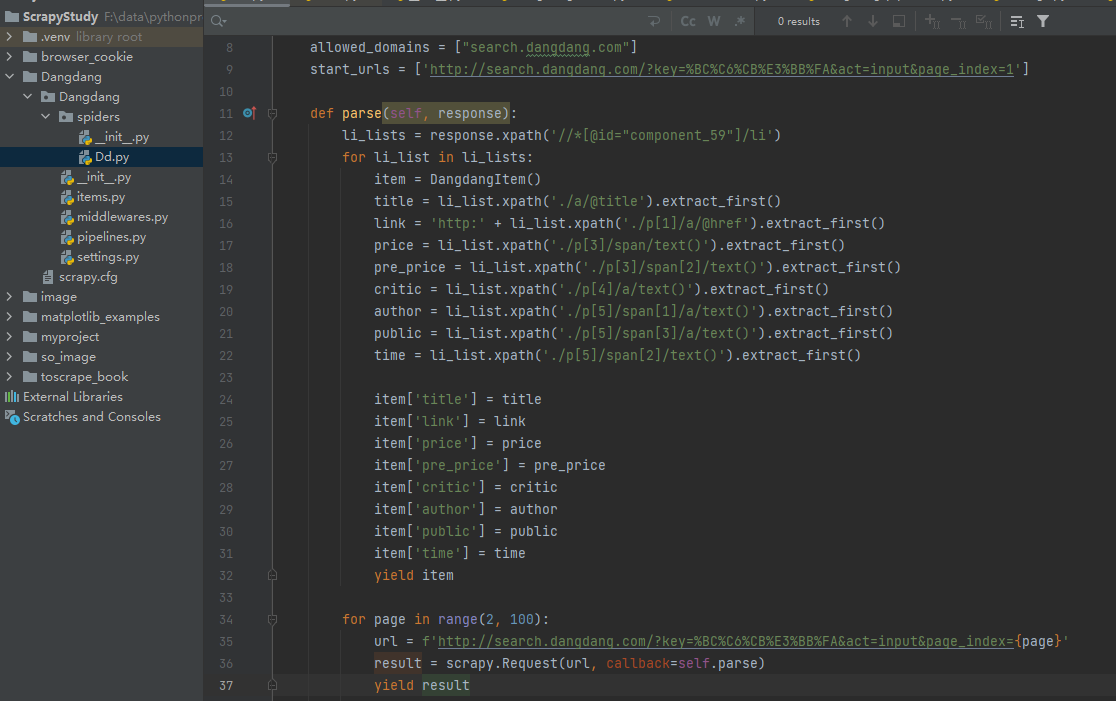 ScrapyStudy F:\data\pythonpr
.venv library root
browser_cookie
Dangdang
Dangdang
spiders
__init__.py
Dd.py
__init__.py
items.py
middlewares.py
pipelines.py
settings.py
scrapy.cfg
image
matplotlib_examples
myproject
so_image
toscrape_book
External Libraries
Scratches and Consoles
Cc W .* 0 results
8 allowed_domains = ["search.dangdang.com"]
9 start_urls = ['http://search.dangdang.com/?key=%BC%C6%CB%E3%BB%FA&act=input&page_index=1']
10
11 def parse(self, response):
12 li_lists = response.xpath('//*[@id="component_59"]/li')
13 for li_list in li_lists:
14 item = DangdangItem()
15 title = li_list.xpath('./a/@title').extract_first()
16 link = 'http:' + li_list.xpath('./p[1]/a/@href').extract_first()
17 price = li_list.xpath('./p[3]/span/text()').extract_first()
18 pre_price = li_list.xpath('./p[3]/span[2]/text()').extract_first()
19 critic = li_list.xpath('./p[4]/a/text()').extract_first()
20 author = li_list.xpath('./p[5]/span[1]/a/text()').extract_first()
21 public = li_list.xpath('./p[5]/span[3]/a/text()').extract_first()
22 time = li_list.xpath('./p[5]/span[2]/text()').extract_first()
23
24 item['title'] = title
25 item['link'] = link
26 item['price'] = price
27 item['pre_price'] = pre_price
28 item['critic'] = critic
29 item['author'] = author
30 item['public'] = public
31 item['time'] = time
32 yield item
33
34 for page in range(2, 100):
35 url = f'http://search.dangdang.com/?key=%BC%C6%CB%E3%BB%FA&act=input&page_index={page}'
36 result = scrapy.Request(url, callback=self.parse)
37 yield result